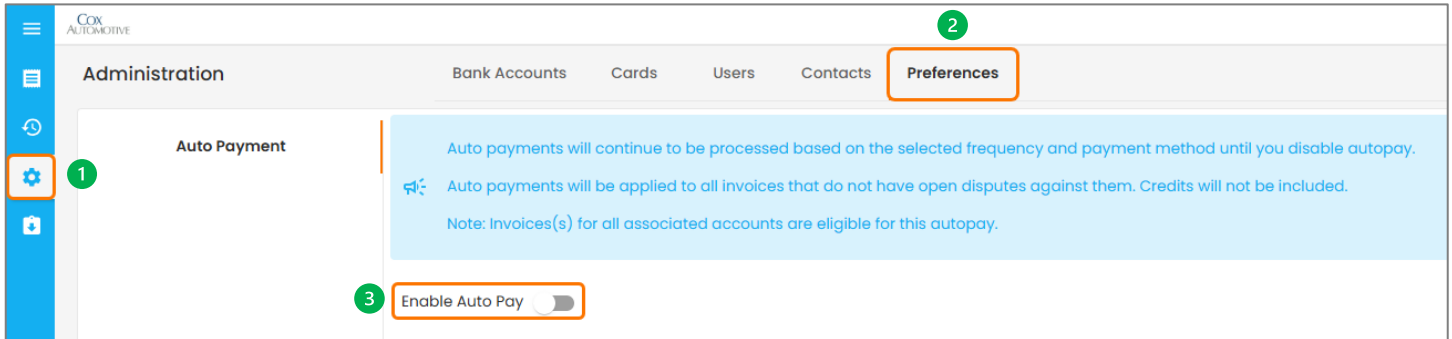 COX
AUTOMOTIVE
2
Administration
Bank Accounts Cards Users Contacts Preferences
1
Auto Payment
Auto payments will continue to be processed based on the selected frequency and payment method until you disable autopay.
Auto payments will be applied to all invoices that do not have open disputes against them. Credits will not be included.
Note: Invoices(s) for all associated accounts are eligible for this autopay.
3
Enable Auto Pay